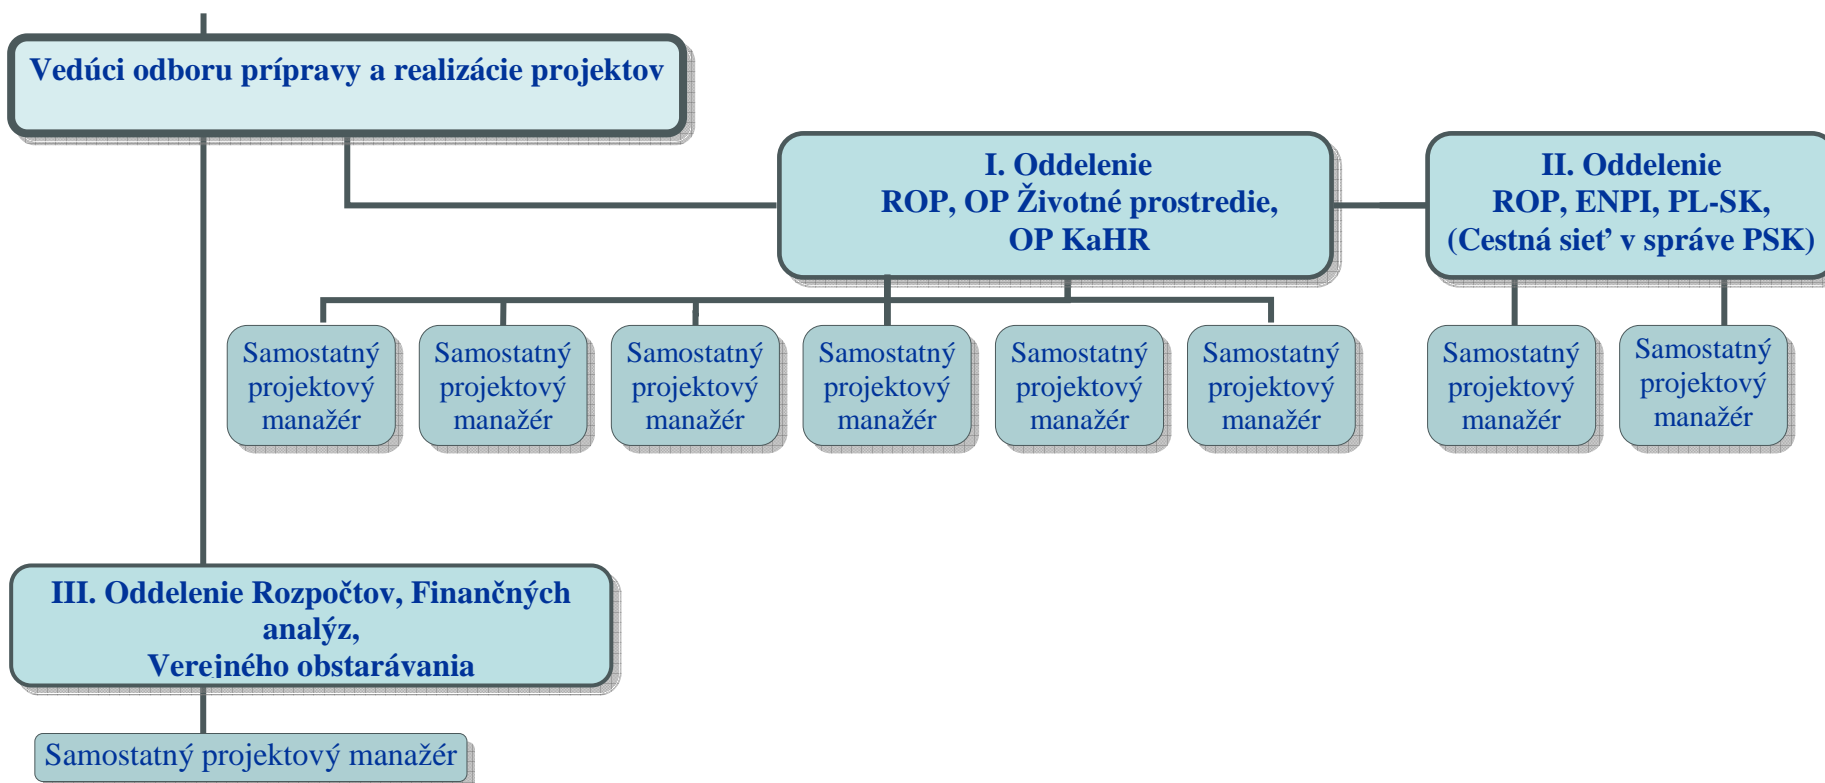 Vedúci odboru prípravy a realizácie projektov
I. Oddelenie
ROP, OP Životné prostredie,
OP KaHR
II. Oddelenie
ROP, ENPI, PL-SK,
(Cestná sieť v správe PSK)
Samostatný
projektový
manažér
Samostatný
projektový
manažér
Samostatný
projektový
manažér
Samostatný
projektový
manažér
Samostatný
projektový
manažér
Samostatný
projektový
manažér
Samostatný
projektový
manažér
Samostatný
projektový
manažér
III. Oddelenie Rozpočtov, Finančných
analýz,
Verejného obstarávania
Samostatný projektový manažér